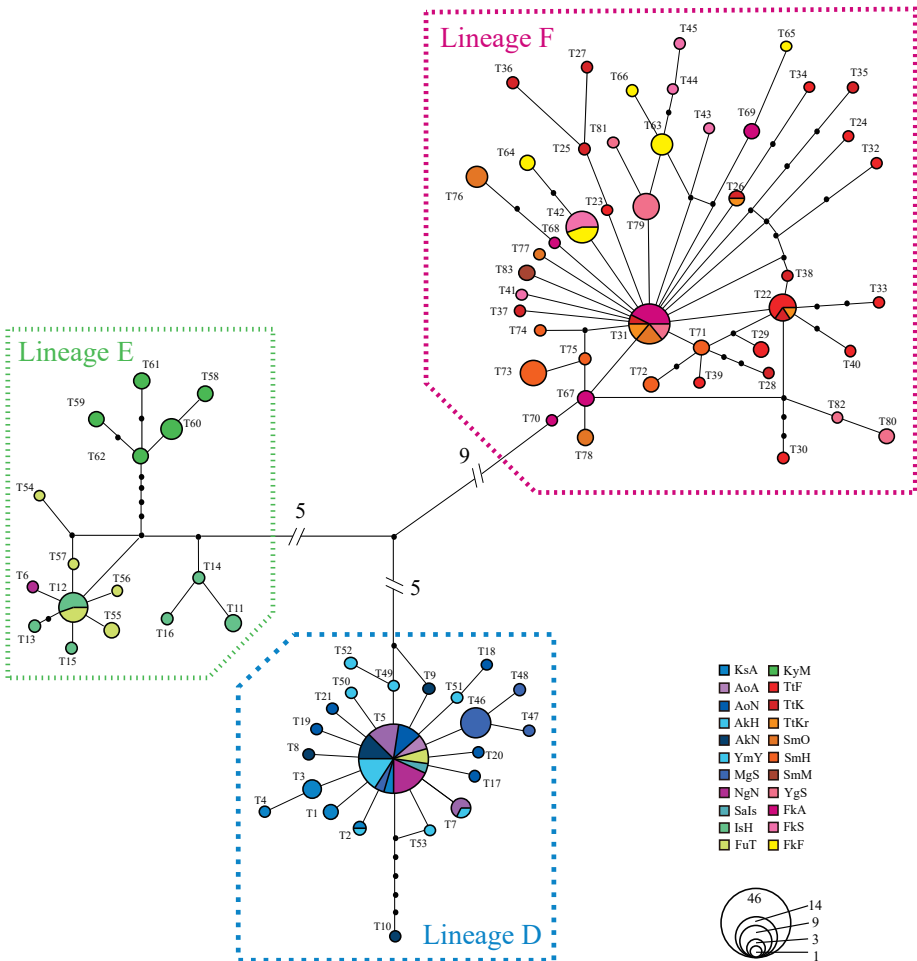 Lineage F
T45
T65
T27
T36
T66
T44
T34
T35
T81
T63
T43
T69
T24
T25
T64
T32
T76
T23
T26
T42
T79
T68
T77
T83
T38
T41
T22
T33
T37
T31
T74
T71
T29
T75
T40
T73
T72
T39
T28
T67
T70
T82
T80
T78
T30
9
Lineage E
T61
T58
T59
T60
T62
T54
5
T57
T14
T6
T12
T56
T11
T55
T13
T16
T15
5
T52
T18
T49
T9
T50
T51
T48
T21
T46
T5
T19
T47
T8
T20
T3
T17
T4
T1
T7
T2
T53
T10
Lineage D
KsA
AoA
AoN
AkH
AkN
YmY
MgS
NgN
SaIs
IsH
FuT
KyM
TtF
TtK
TtKr
SmO
SmH
SmM
YgS
FkA
FkS
FkF
46
14
9
3
1